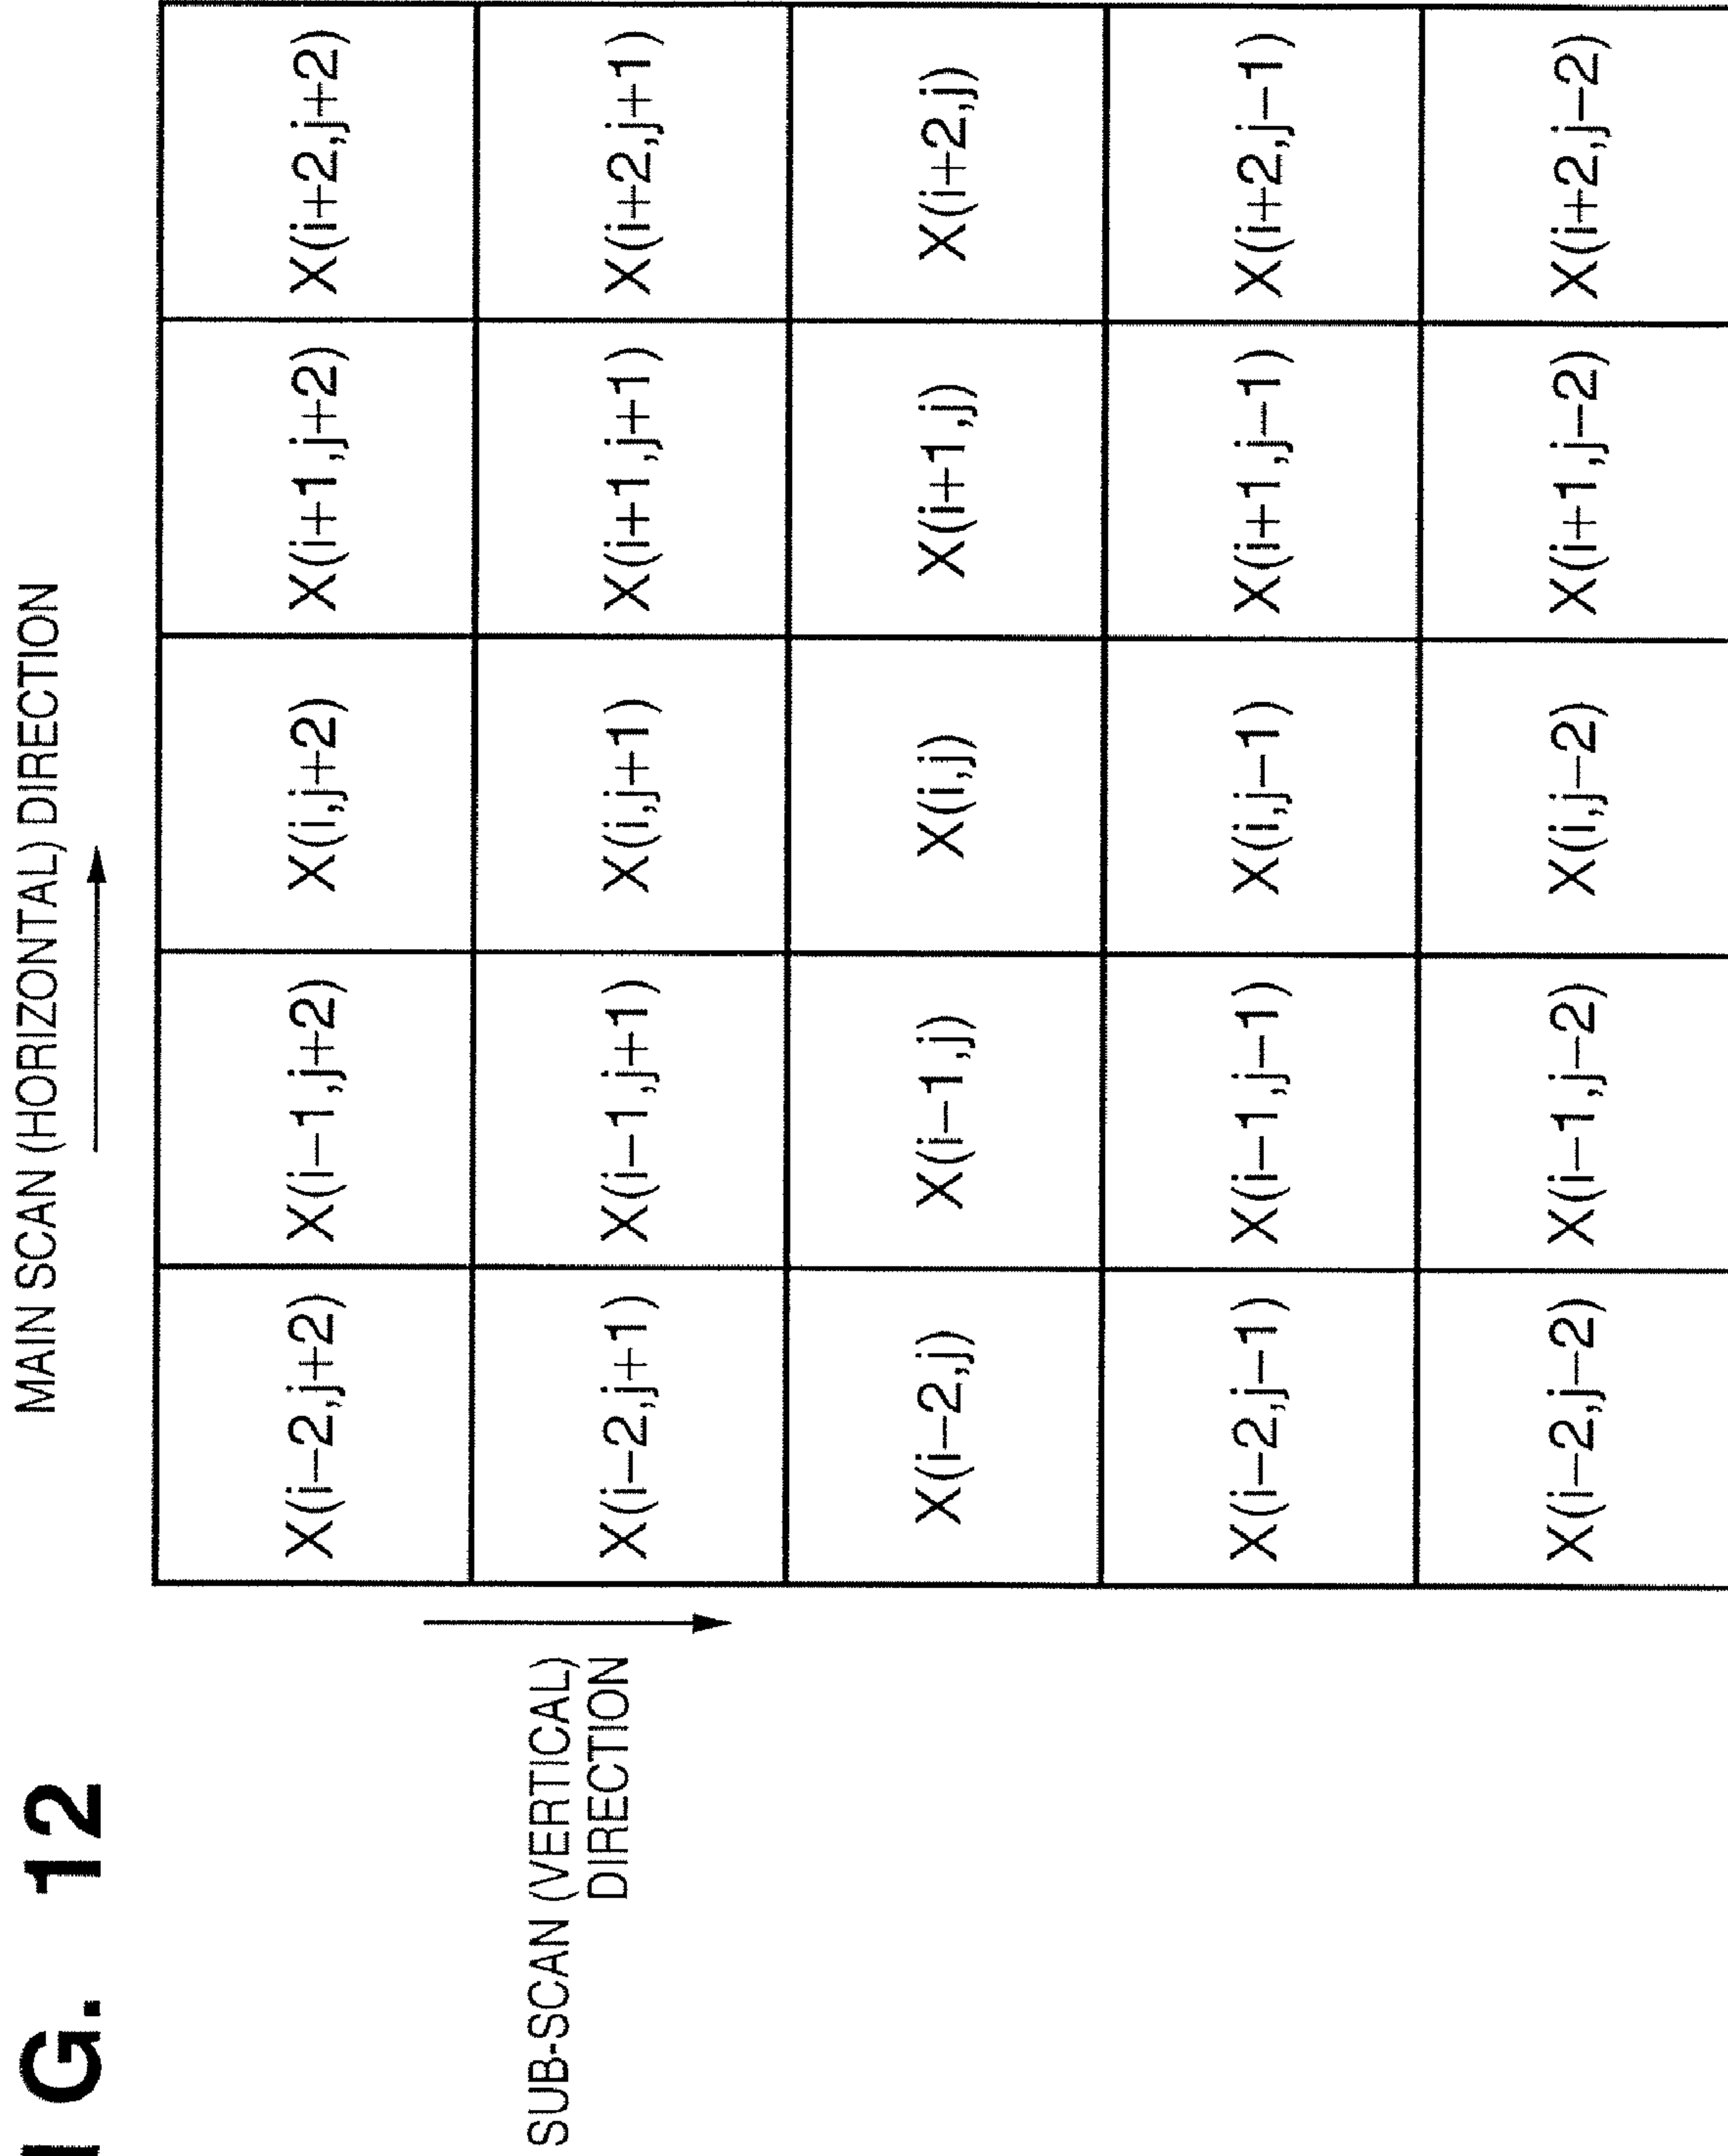 IG. 12
MAIN SCAN (HORIZONTAL) DIRECTION
SUB-SCAN (VERTICAL)
DIRECTION
X(i−2,j+2) X(i−1,j+2) X(i,j+2) X(i+1,j+2) X(i+2,j+2)
X(i−2,j+1) X(i−1,j+1) X(i,j+1) X(i+1,j+1) X(i+2,j+1)
X(i−2,j) X(i−1,j) X(i,j) X(i+1,j) X(i+2,j)
X(i−2,j−1) X(i−1,j−1) X(i,j−1) X(i+1,j−1) X(i+2,j−1)
X(i−2,j−2) X(i−1,j−2) X(i,j−2) X(i+1,j−2) X(i+2,j−2)